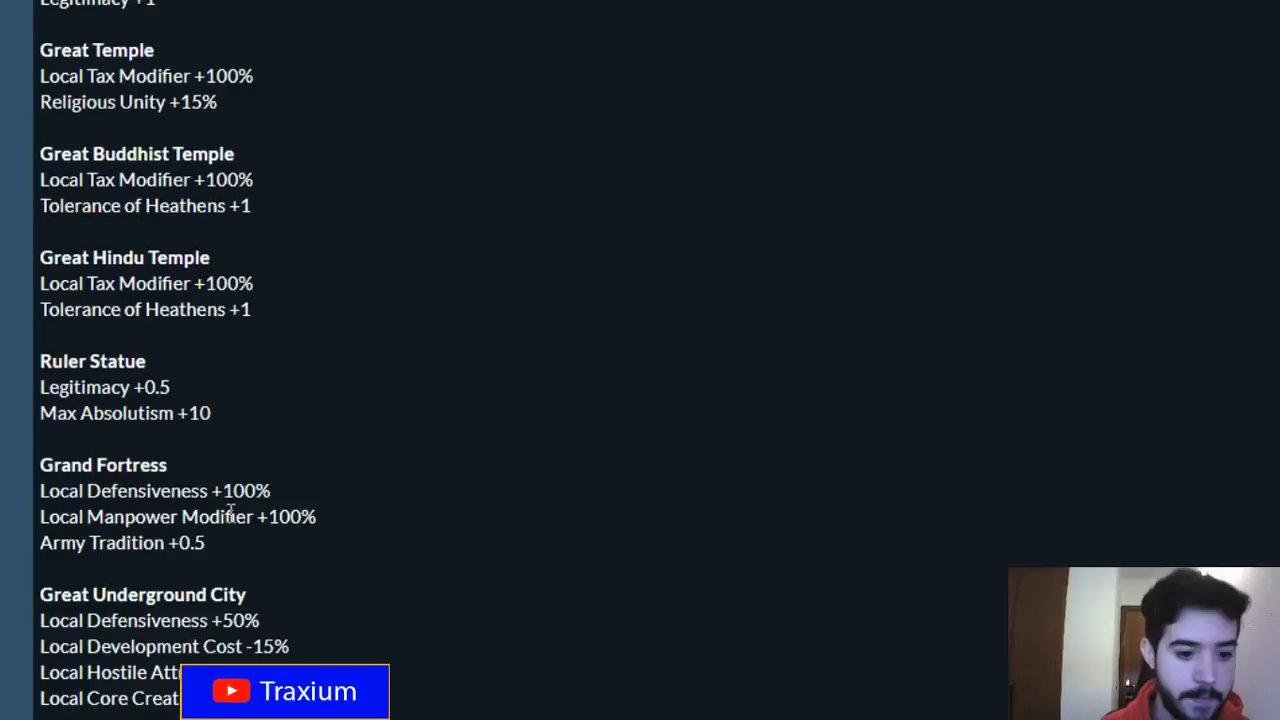 Legitimacy +1
Great Temple
Local Tax Modifier +100%
Religious Unity +15%
Great Buddhist Temple
Local Tax Modifier +100%
Tolerance of Heathens +1
Great Hindu Temple
Local Tax Modifier +100%
Tolerance of Heathens +1
Ruler Statue
Legitimacy +0.5
Max Absolutism +10
Grand Fortress
Local Defensiveness +100%
Local Manpower Modifier +100%
Army Tradition +0.5
Great Underground City
Local Defensiveness +50%
Local Development Cost -15%
Local Hostile
Local Core
Traxium